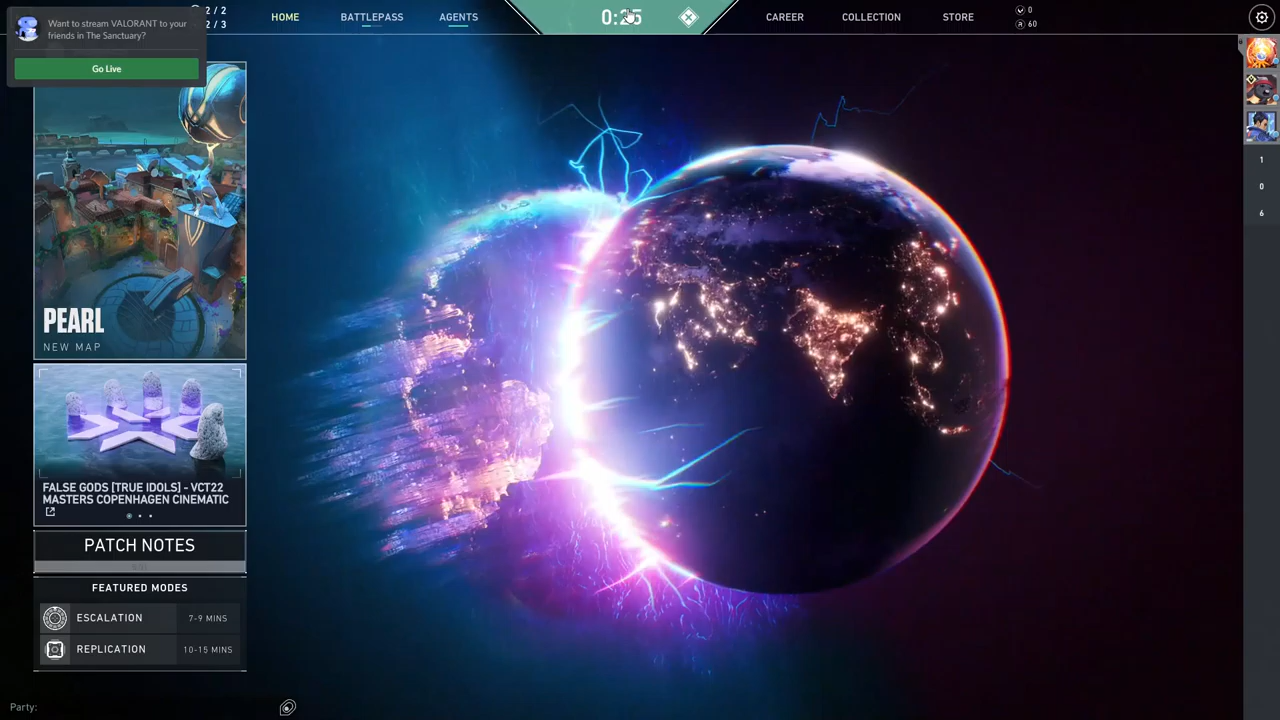 Want to stream VALORANT to your
friends in The Sanctuary?
Go Live
2 / 2
2 / 3
HOME
BATTLEPASS
AGENTS
0:25
CAREER
COLLECTION
STORE
0
60
PEARL
NEW MAP
FALSE GODS [TRUE IDOLS] - VCT22
MASTERS COPENHAGEN CINEMATIC
PATCH NOTES
FEATURED MODES
ESCALATION
7-9 MINS
REPLICATION
10-15 MINS
1
0
6
Party: